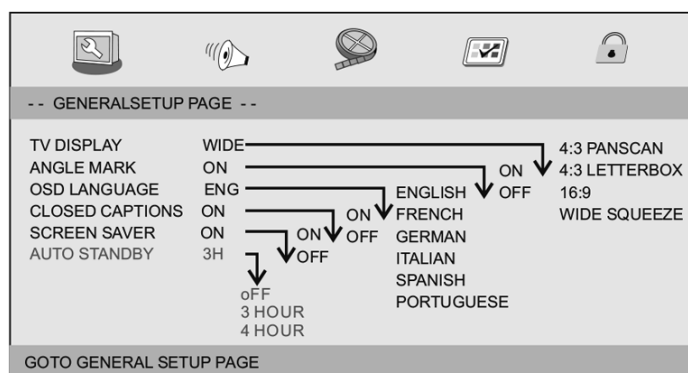 -- GENERALSETUP PAGE --
TV DISPLAY WIDE
ANGLE MARK ON
OSD LANGUAGE ENG
CLOSED CAPTIONS ON
SCREEN SAVER ON
AUTO STANDBY 3H
oFF
3 HOUR
4 HOUR
ON
OFF
ON
OFF
ENGLISH
FRENCH
GERMAN
ITALIAN
SPANISH
PORTUGUESE
ON
OFF
4:3 PANSCAN
4:3 LETTERBOX
16:9
WIDE SQUEEZE
GOTO GENERAL SETUP PAGE